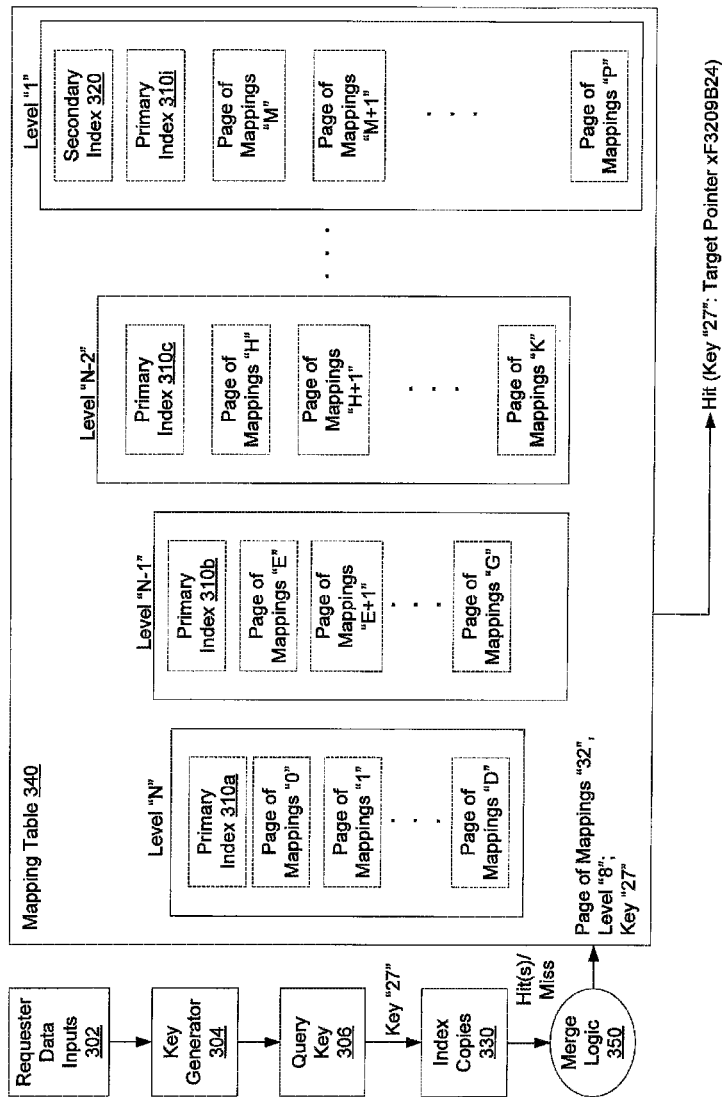 Requester
Data
Inputs
302
Key
Generator
304
Query
Key
306
Key "27"
Index
Copies
330
Hit(s)/
Miss
Merge
Logic
350
Mapping Table 340
Level "N"
Primary
Index 310a
Page of
Mappings "0"
Page of
Mappings "1"
. . .
Page of
Mappings "D"
Page of Mappings "32",
Level "8",
Key "27"
Level "N-1"
Primary
Index 310b
Page of
Mappings "E"
Page of
Mappings
"E+1"
. . .
Page of
Mappings "G"
Level "N-2"
Primary
Index 310c
Page of
Mappings "H"
Page of
Mappings
"H+1"
. . .
Page of
Mappings "K"
. . .
Level "1"
Secondary
Index 320
Primary
Index 310i
Page of
Mappings
"M"
Page of
Mappings
"M+1"
. . .
Page of
Mappings "P"
Hit (Key "27": Target Pointer xF3209B24)